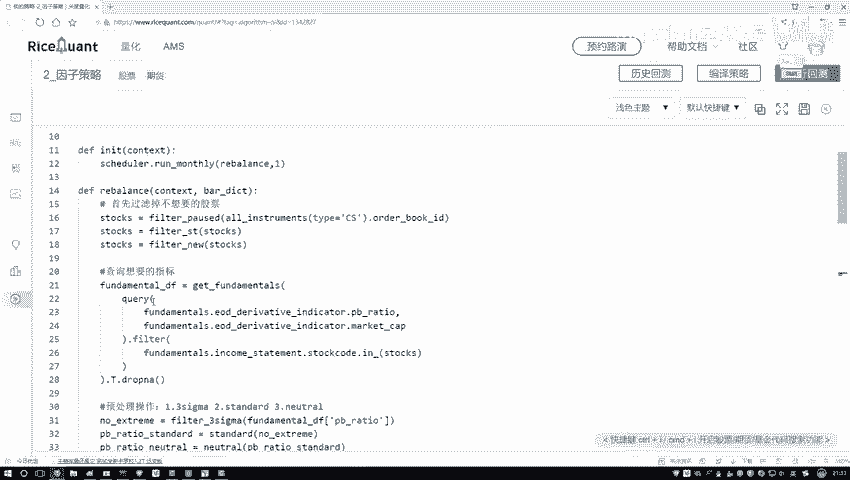 RiceQuant 量化 AMS 预约路演 帮助文档 社区
2_因子策略 股票 期货 历史回测 编译策略 回测
浅色主题 默认快捷键
10
11 def init(context):
12 scheduler.run_monthly(rebalance,1)
13
14 def rebalance(context, bar_dict):
15 # 首先过滤掉不想要的股票
16 stocks = filter_paused(all_instruments(type='CS').order_book_id)
17 stocks = filter_st(stocks)
18 stocks = filter_new(stocks)
19
20 #查询想要的指标
21 fundamental_df = get_fundamentals(
22 query(
23 fundamentals.eod_derivative_indicator.pb_ratio,
24 fundamentals.eod_derivative_indicator.market_cap
25 ).filter(
26 fundamentals.income_statement.stockcode.in_(stocks)
27 )
28 ).T.dropna()
29
30 #预处理操作：1.3sigma 2.standard 3.neutral
31 no_extreme = filter_3sigma(fundamental_df['pb_ratio'])
32 pb_ratio_standard = standard(no_extreme)
33 pb_ratio_neutral = neutral(pb_ratio_standard)